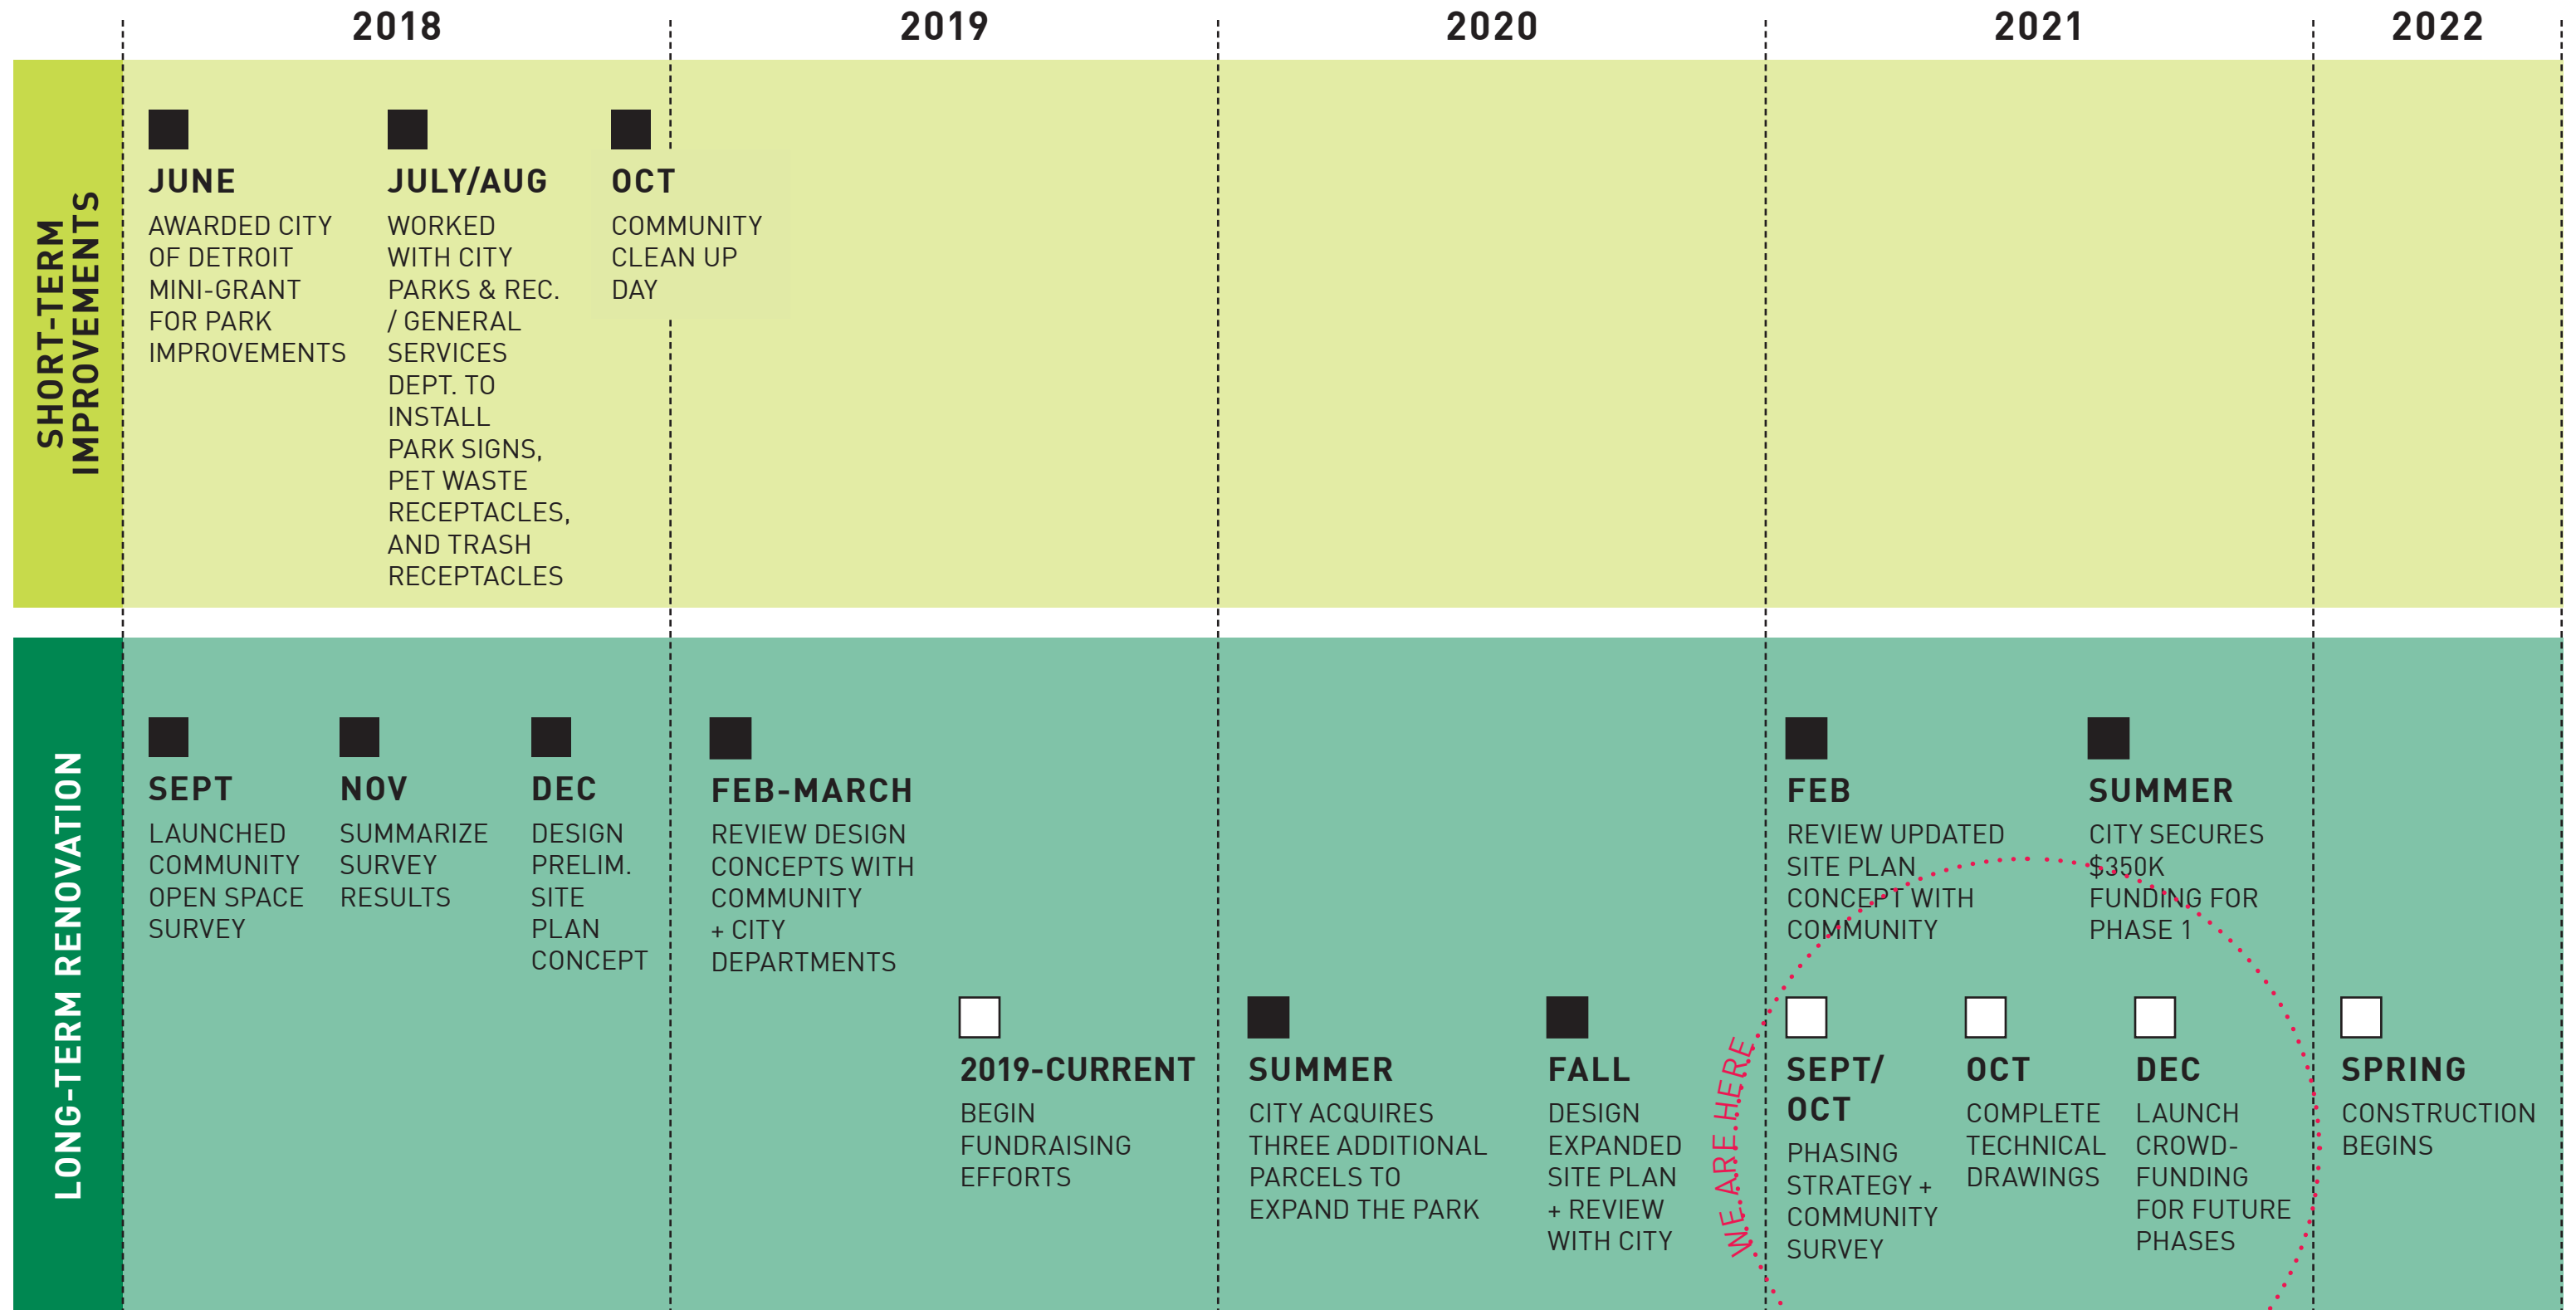 2018
2019
2020
2021
2022
SHORT-TERM
IMPROVEMENTS
JUNE
AWARDED CITY
OF DETROIT
MINI-GRANT
FOR PARK
IMPROVEMENTS
JULY/AUG
WORKED
WITH CITY
PARKS & REC.
/ GENERAL
SERVICES
DEPT. TO
INSTALL
PARK SIGNS,
PET WASTE
RECEPTACLES,
AND TRASH
RECEPTACLES
OCT
COMMUNITY
CLEAN UP
DAY
LONG-TERM RENOVATION
SEPT
LAUNCHED
COMMUNITY
OPEN SPACE
SURVEY
NOV
SUMMARIZE
SURVEY
RESULTS
DEC
DESIGN
PRELIM.
SITE
PLAN
CONCEPT
FEB-MARCH
REVIEW DESIGN
CONCEPTS WITH
COMMUNITY
+ CITY
DEPARTMENTS
2019-CURRENT
BEGIN
FUNDRAISING
EFFORTS
SUMMER
CITY ACQUIRES
THREE ADDITIONAL
PARCELS TO
EXPAND THE PARK
FALL
DESIGN
EXPANDED
SITE PLAN
+ REVIEW
WITH CITY
FEB
REVIEW UPDATED
SITE PLAN
CONCEPT WITH
COMMUNITY
SUMMER
CITY SECURES
$350K
FUNDING FOR
PHASE 1
WE ARE HERE
SEPT/
OCT
PHASING
STRATEGY +
COMMUNITY
SURVEY
OCT
COMPLETE
TECHNICAL
DRAWINGS
DEC
LAUNCH
CROWD-
FUNDING
FOR FUTURE
PHASES
SPRING
CONSTRUCTION
BEGINS